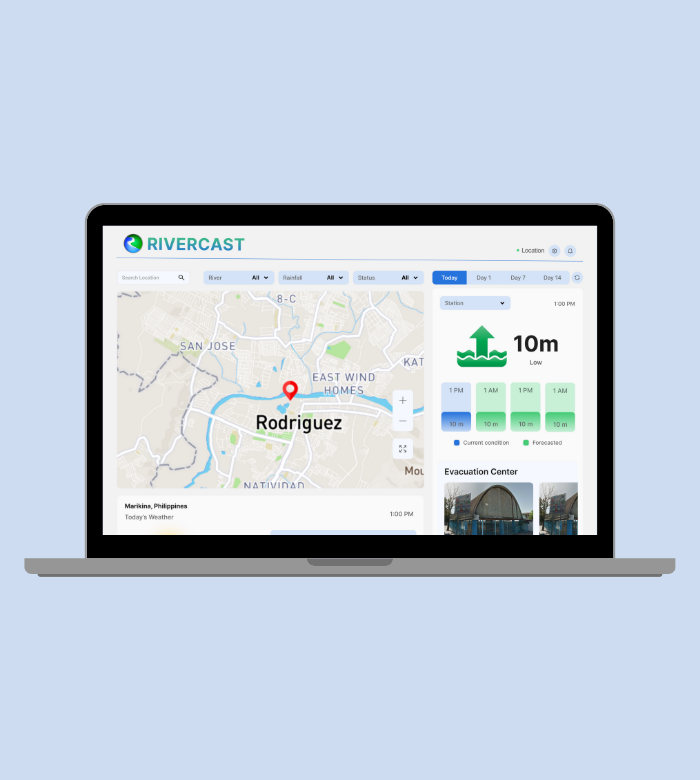 RIVERCAST
Location
Search Location
River All
Rainfall All
Status All
Today Day 1 Day 7 Day 14
8-C
SAN JOSE
KAT
EAST WIND
HOMES
Rodriguez
Mou
NATIVIDAD
+
−
Station
1:00 PM
10m
Low
1 PM 1 AM 1 PM 1 AM
10 m 10 m 10 m 10 m
Current condition Forecasted
Evacuation Center
Marikina, Philippines
Today's Weather
1:00 PM